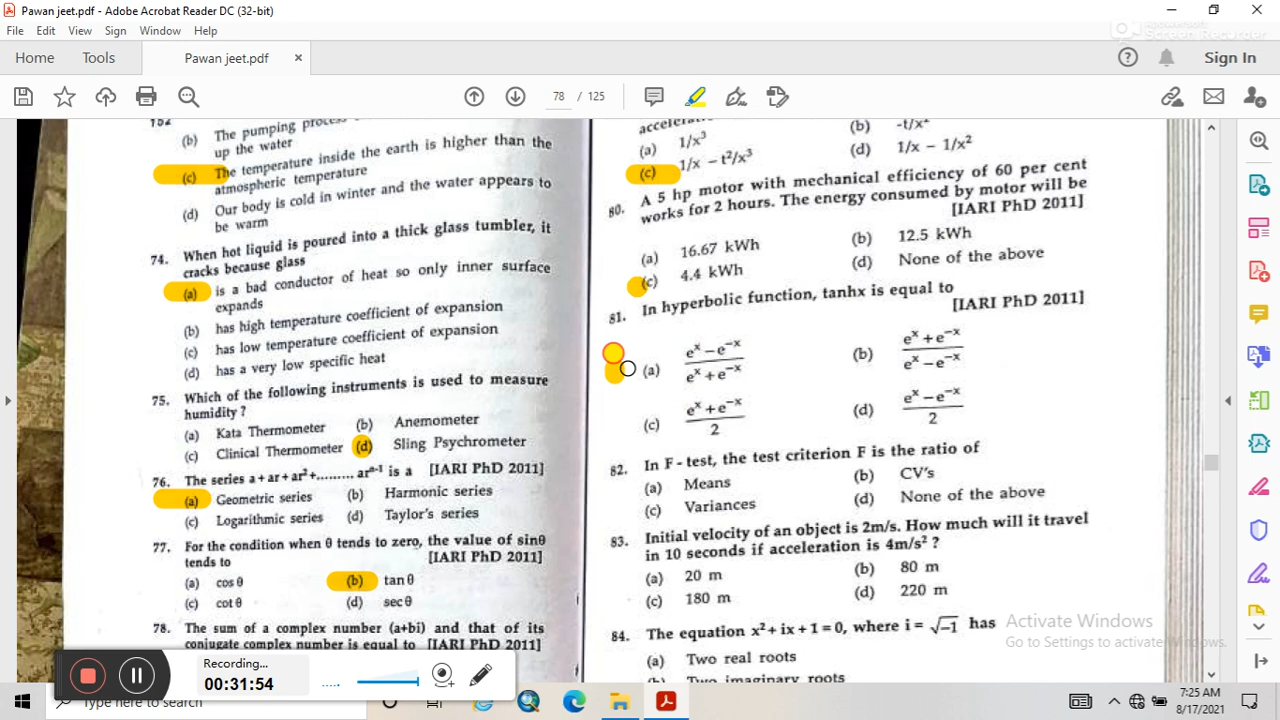 Pawan jeet.pdf - Adobe Acrobat Reader DC (32-bit)
File Edit View Sign Window Help
Screen Recorder
Home Tools Pawan jeet.pdf × Sign In
78 / 125
152
(b) The pumping process
up the water
(c) The temperature inside the earth is higher than the
atmospheric temperature
(d) Our body is cold in winter and the water appears to
be warm
74. When hot liquid is poured into a thick glass tumbler, it
cracks because glass
(a) is a bad conductor of heat so only inner surface
expands
(b) has high temperature coefficient of expansion
(c) has low temperature coefficient of expansion
(d) has a very low specific heat
75. Which of the following instruments is used to measure
humidity ?
(a) Kata Thermometer (b) Anemometer
(c) Clinical Thermometer (d) Sling Psychrometer
76. The series a + ar + ar²+......... arⁿ⁻¹ is a [IARI PhD 2011]
(a) Geometric series (b) Harmonic series
(c) Logarithmic series (d) Taylor's series
77. For the condition when θ tends to zero, the value of sinθ
tends to [IARI PhD 2011]
(a) cos θ (b) tan θ
(c) cot θ (d) sec θ
78. The sum of a complex number (a+bi) and that of its
conjugate complex number is equal to [IARI PhD 2011]
(a) 1/x³ (b) -t/x²
(c) 1/x − t²/x³ (d) 1/x − 1/x²
80. A 5 hp motor with mechanical efficiency of 60 per cent
works for 2 hours. The energy consumed by motor will be
[IARI PhD 2011]
(a) 16.67 kWh (b) 12.5 kWh
(c) 4.4 kWh (d) None of the above
81. In hyperbolic function, tanhx is equal to
[IARI PhD 2011]
(a) eˣ − e⁻ˣ / eˣ + e⁻ˣ (b) eˣ + e⁻ˣ / eˣ − e⁻ˣ
(c) eˣ + e⁻ˣ / 2 (d) eˣ − e⁻ˣ / 2
82. In F - test, the test criterion F is the ratio of
(a) Means (b) CV's
(c) Variances (d) None of the above
83. Initial velocity of an object is 2m/s. How much will it travel
in 10 seconds if acceleration is 4m/s² ?
(a) 20 m (b) 80 m
(c) 180 m (d) 220 m
84. The equation x² + ix + 1 = 0, where i = √−1 has
(a) Two real roots
Two imaginary roots
Activate Windows
Go to Settings to activate Windows.
Recording...
00:31:54
Type here to search
7:25 AM
8/17/2021